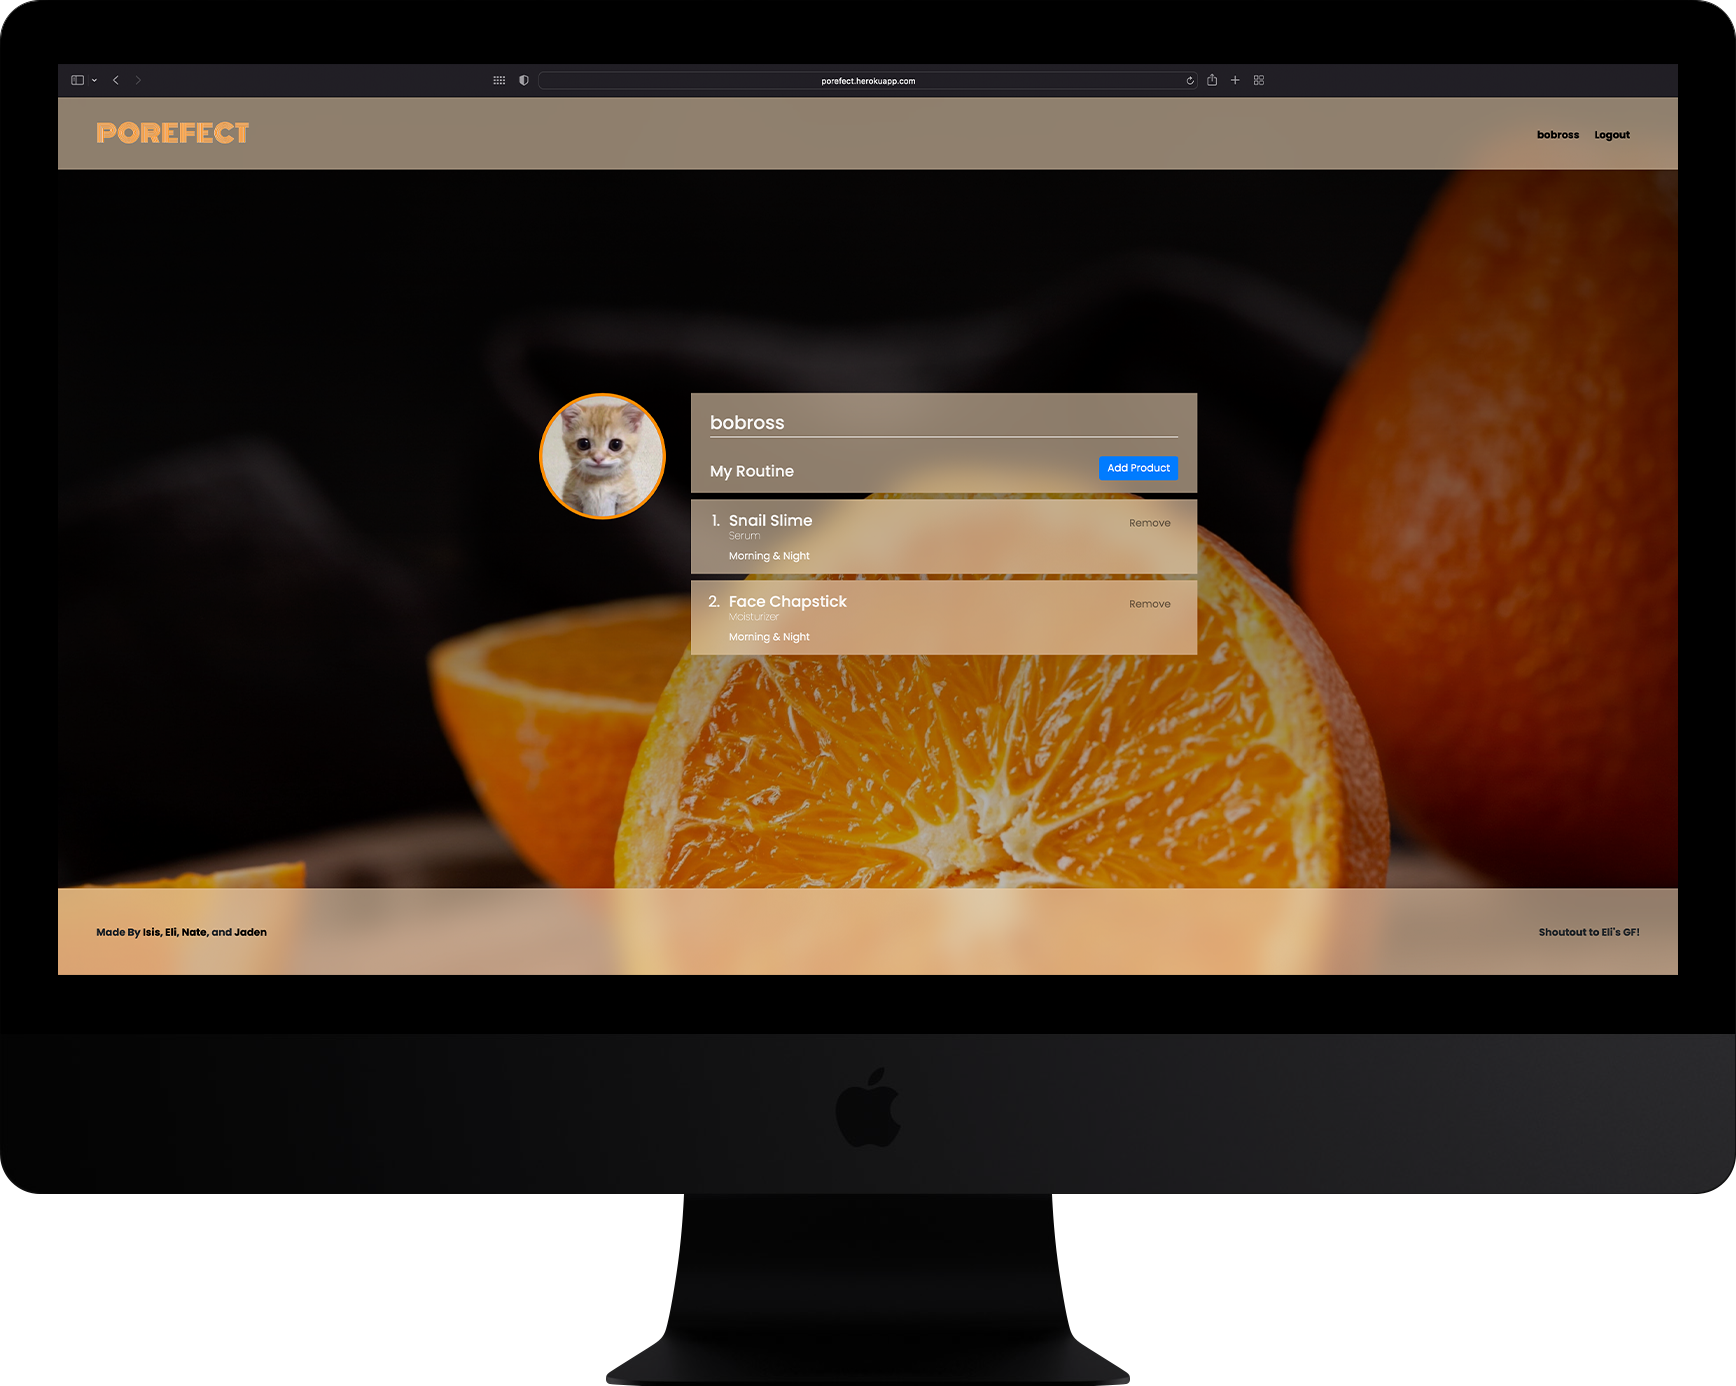 porefect.herokuapp.com
POREFECT
bobross Logout
bobross
My Routine
Add Product
1. Snail Slime
Remove
Serum
Morning & Night
2. Face Chapstick
Remove
Moisturizer
Morning & Night
Made By Isis, Eli, Nate, and Jaden
Shoutout to Eli's GF!